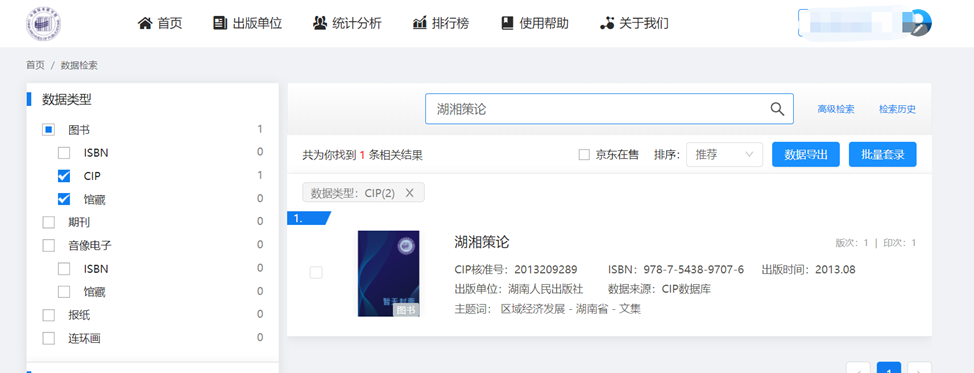 首页 出版单位 统计分析 排行榜 使用帮助 关于我们
首页 / 数据检索
数据类型
图书 1
ISBN 0
CIP 1
馆藏 0
期刊 0
音像电子 0
ISBN 0
馆藏 0
报纸 0
连环画 0
湖湘策论 高级检索 检索历史
共为你找到 1 条相关结果 京东在售 排序: 推荐 数据导出 批量套录
数据类型: CIP(2) X
1.
暂无封面
图书
湖湘策论 版次: 1 | 印次: 1
CIP核准号: 2013209289 ISBN: 978-7-5438-9707-6 出版时间: 2013.08
出版单位: 湖南人民出版社 数据来源: CIP数据库
主题词: 区域经济发展 - 湖南省 - 文集
1